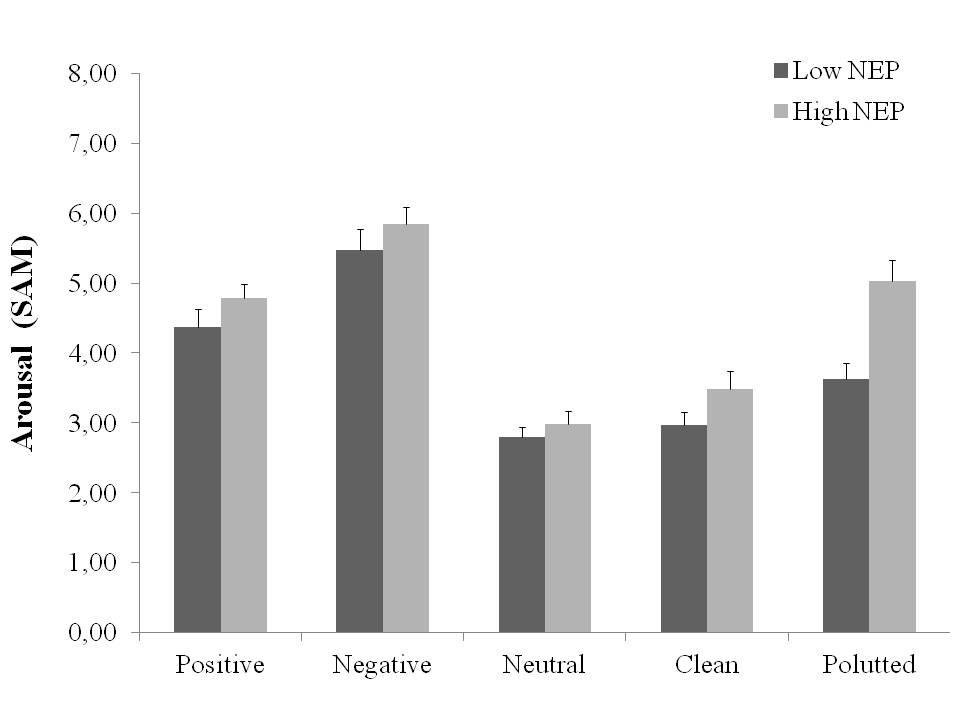 Low NEP
High NEP
Arousal (SAM)
8,00
7,00
6,00
5,00
4,00
3,00
2,00
1,00
0,00
Positive Negative Neutral Clean Polutted